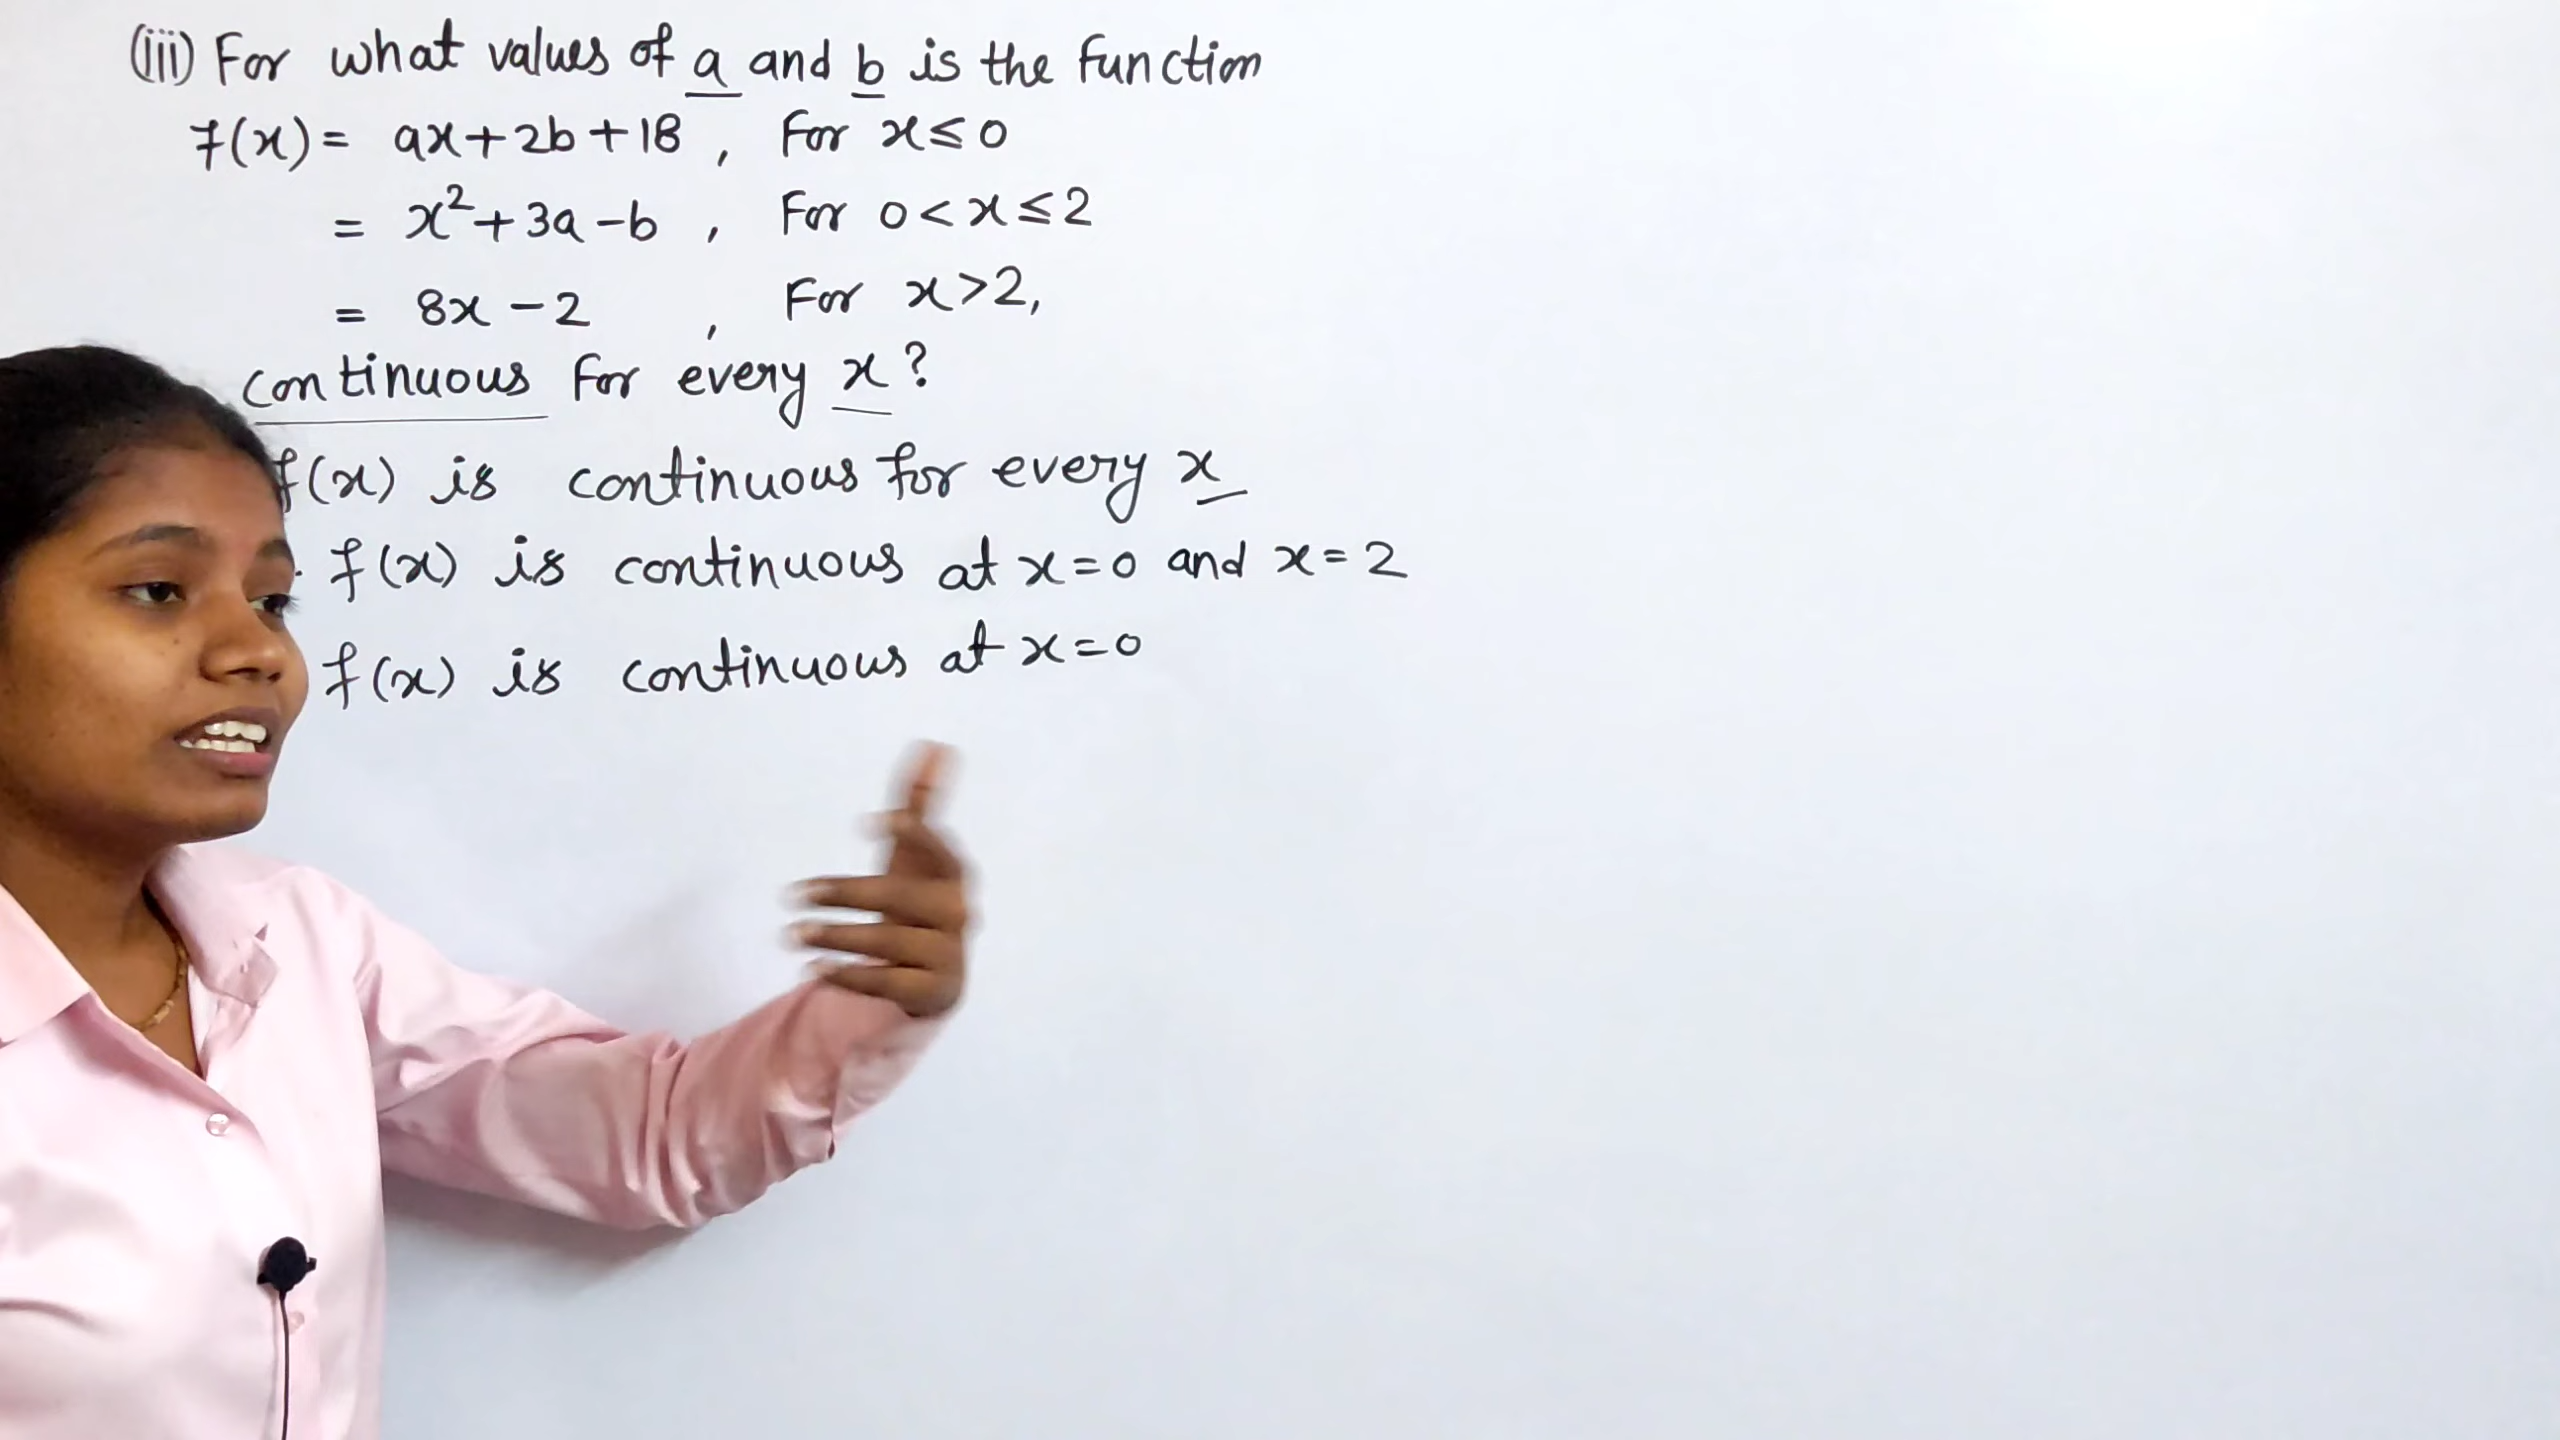 (iii) For what values of a and b is the function
f(x) = ax+2b+18 , For x≤0
= x²+3a-b , For 0<x≤2
= 8x-2 , For x>2,
continuous for every x?
f(x) is continuous for every x
. f(x) is continuous at x=0 and x=2
f(x) is continuous at x=0